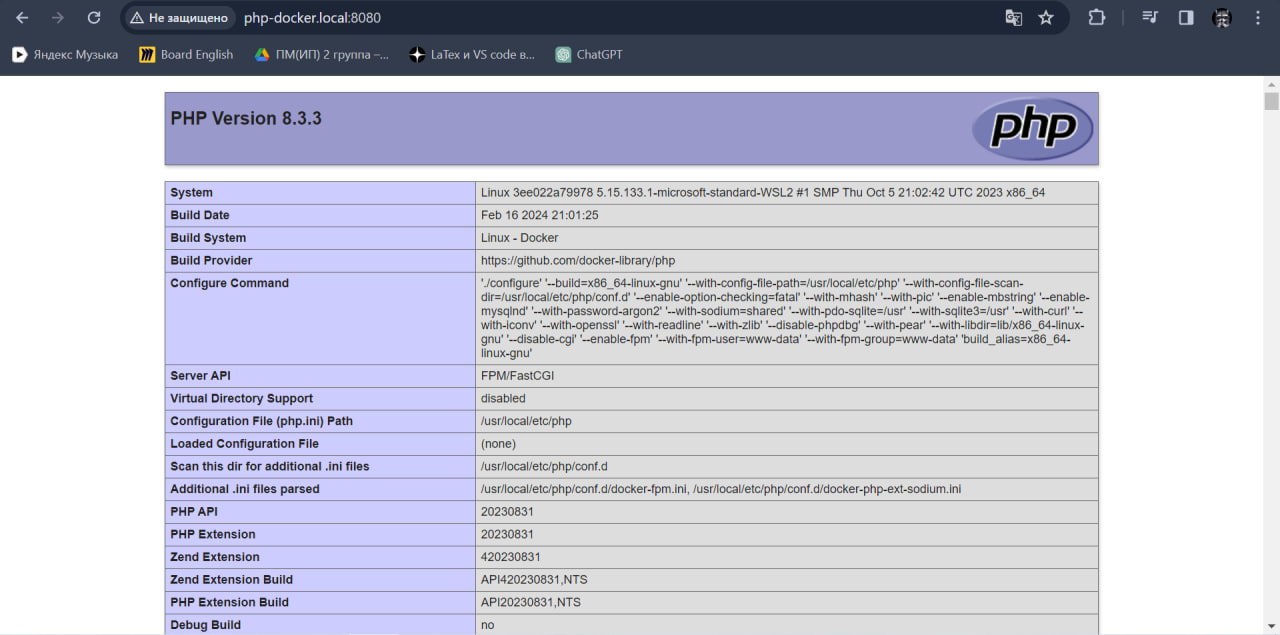 Не защищено php-docker.local:8080
Яндекс Музыка Board English ПМ(ИП) 2 группа –... LaTex и VS code в... ChatGPT
PHP Version 8.3.3
php
System Linux 3ee022a79978 5.15.133.1-microsoft-standard-WSL2 #1 SMP Thu Oct 5 21:02:42 UTC 2023 x86_64
Build Date Feb 16 2024 21:01:25
Build System Linux - Docker
Build Provider https://github.com/docker-library/php
Configure Command './configure' '--build=x86_64-linux-gnu' '--with-config-file-path=/usr/local/etc/php' '--with-config-file-scan-
dir=/usr/local/etc/php/conf.d' '--enable-option-checking=fatal' '--with-mhash' '--with-pic' '--enable-mbstring' '--enable-
mysqlnd' '--with-password-argon2' '--with-sodium=shared' '--with-pdo-sqlite=/usr' '--with-sqlite3=/usr' '--with-curl' '--
with-iconv' '--with-openssl' '--with-readline' '--with-zlib' '--disable-phpdbg' '--with-pear' '--with-libdir=lib/x86_64-linux-
gnu' '--disable-cgi' '--enable-fpm' '--with-fpm-user=www-data' '--with-fpm-group=www-data' 'build_alias=x86_64-
linux-gnu'
Server API FPM/FastCGI
Virtual Directory Support disabled
Configuration File (php.ini) Path /usr/local/etc/php
Loaded Configuration File (none)
Scan this dir for additional .ini files /usr/local/etc/php/conf.d
Additional .ini files parsed /usr/local/etc/php/conf.d/docker-fpm.ini, /usr/local/etc/php/conf.d/docker-php-ext-sodium.ini
PHP API 20230831
PHP Extension 20230831
Zend Extension 420230831
Zend Extension Build API420230831,NTS
PHP Extension Build API20230831,NTS
Debug Build no